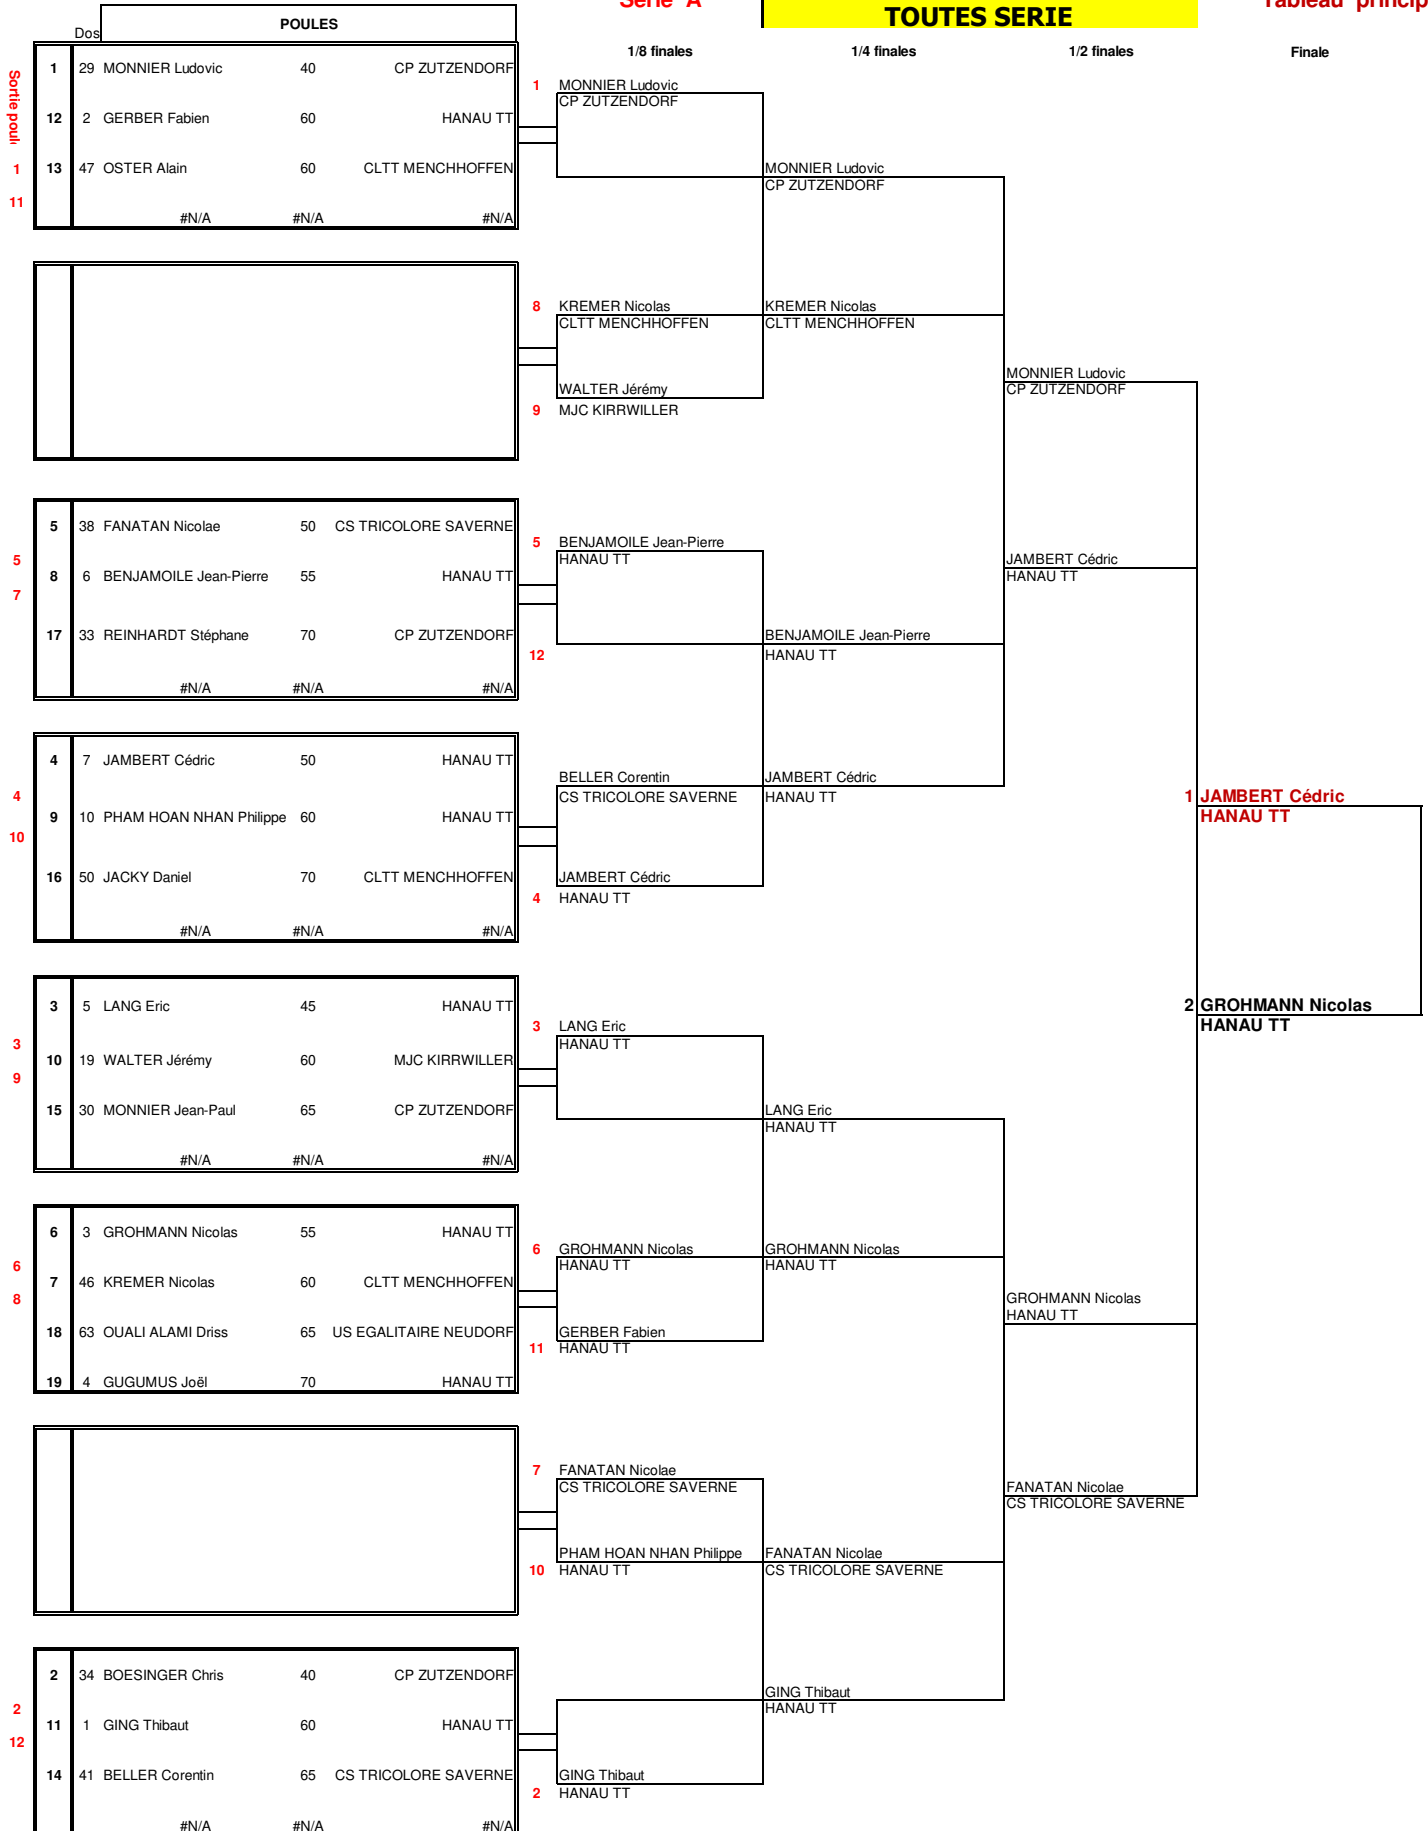 Série A
TOUTES SERIE
Tableau princip
Dos
POULES
1/8 finales
1/4 finales
1/2 finales
Finale
Sortie poul
1 29 MONNIER Ludovic 40 CP ZUTZENDORF
12 2 GERBER Fabien 60 HANAU TT
1 13 47 OSTER Alain 60 CLTT MENCHHOFFEN
11
#N/A #N/A #N/A
1 MONNIER Ludovic
CP ZUTZENDORF
MONNIER Ludovic
CP ZUTZENDORF
8 KREMER Nicolas
CLTT MENCHHOFFEN
KREMER Nicolas
CLTT MENCHHOFFEN
WALTER Jérémy
9 MJC KIRRWILLER
MONNIER Ludovic
CP ZUTZENDORF
5 38 FANATAN Nicolae 50 CS TRICOLORE SAVERNE
5
8 6 BENJAMOILE Jean-Pierre 55 HANAU TT
7
17 33 REINHARDT Stéphane 70 CP ZUTZENDORF
#N/A #N/A #N/A
5 BENJAMOILE Jean-Pierre
HANAU TT
12
BENJAMOILE Jean-Pierre
HANAU TT
JAMBERT Cédric
HANAU TT
4 7 JAMBERT Cédric 50 HANAU TT
4
9 10 PHAM HOAN NHAN Philippe 60 HANAU TT
10
16 50 JACKY Daniel 70 CLTT MENCHHOFFEN
#N/A #N/A #N/A
BELLER Corentin
CS TRICOLORE SAVERNE
JAMBERT Cédric
HANAU TT
JAMBERT Cédric
4 HANAU TT
1 JAMBERT Cédric
HANAU TT
3 5 LANG Eric 45 HANAU TT
3
10 19 WALTER Jérémy 60 MJC KIRRWILLER
9
15 30 MONNIER Jean-Paul 65 CP ZUTZENDORF
#N/A #N/A #N/A
3 LANG Eric
HANAU TT
LANG Eric
HANAU TT
2 GROHMANN Nicolas
HANAU TT
6 3 GROHMANN Nicolas 55 HANAU TT
6
7 46 KREMER Nicolas 60 CLTT MENCHHOFFEN
8
18 63 OUALI ALAMI Driss 65 US EGALITAIRE NEUDORF
19 4 GUGUMUS Joël 70 HANAU TT
6 GROHMANN Nicolas
HANAU TT
GROHMANN Nicolas
HANAU TT
GERBER Fabien
11 HANAU TT
GROHMANN Nicolas
HANAU TT
7 FANATAN Nicolae
CS TRICOLORE SAVERNE
PHAM HOAN NHAN Philippe
10 HANAU TT
FANATAN Nicolae
CS TRICOLORE SAVERNE
FANATAN Nicolae
CS TRICOLORE SAVERNE
2 34 BOESINGER Chris 40 CP ZUTZENDORF
2
11 1 GING Thibaut 60 HANAU TT
12
14 41 BELLER Corentin 65 CS TRICOLORE SAVERNE
#N/A #N/A #N/A
GING Thibaut
HANAU TT
GING Thibaut
2 HANAU TT